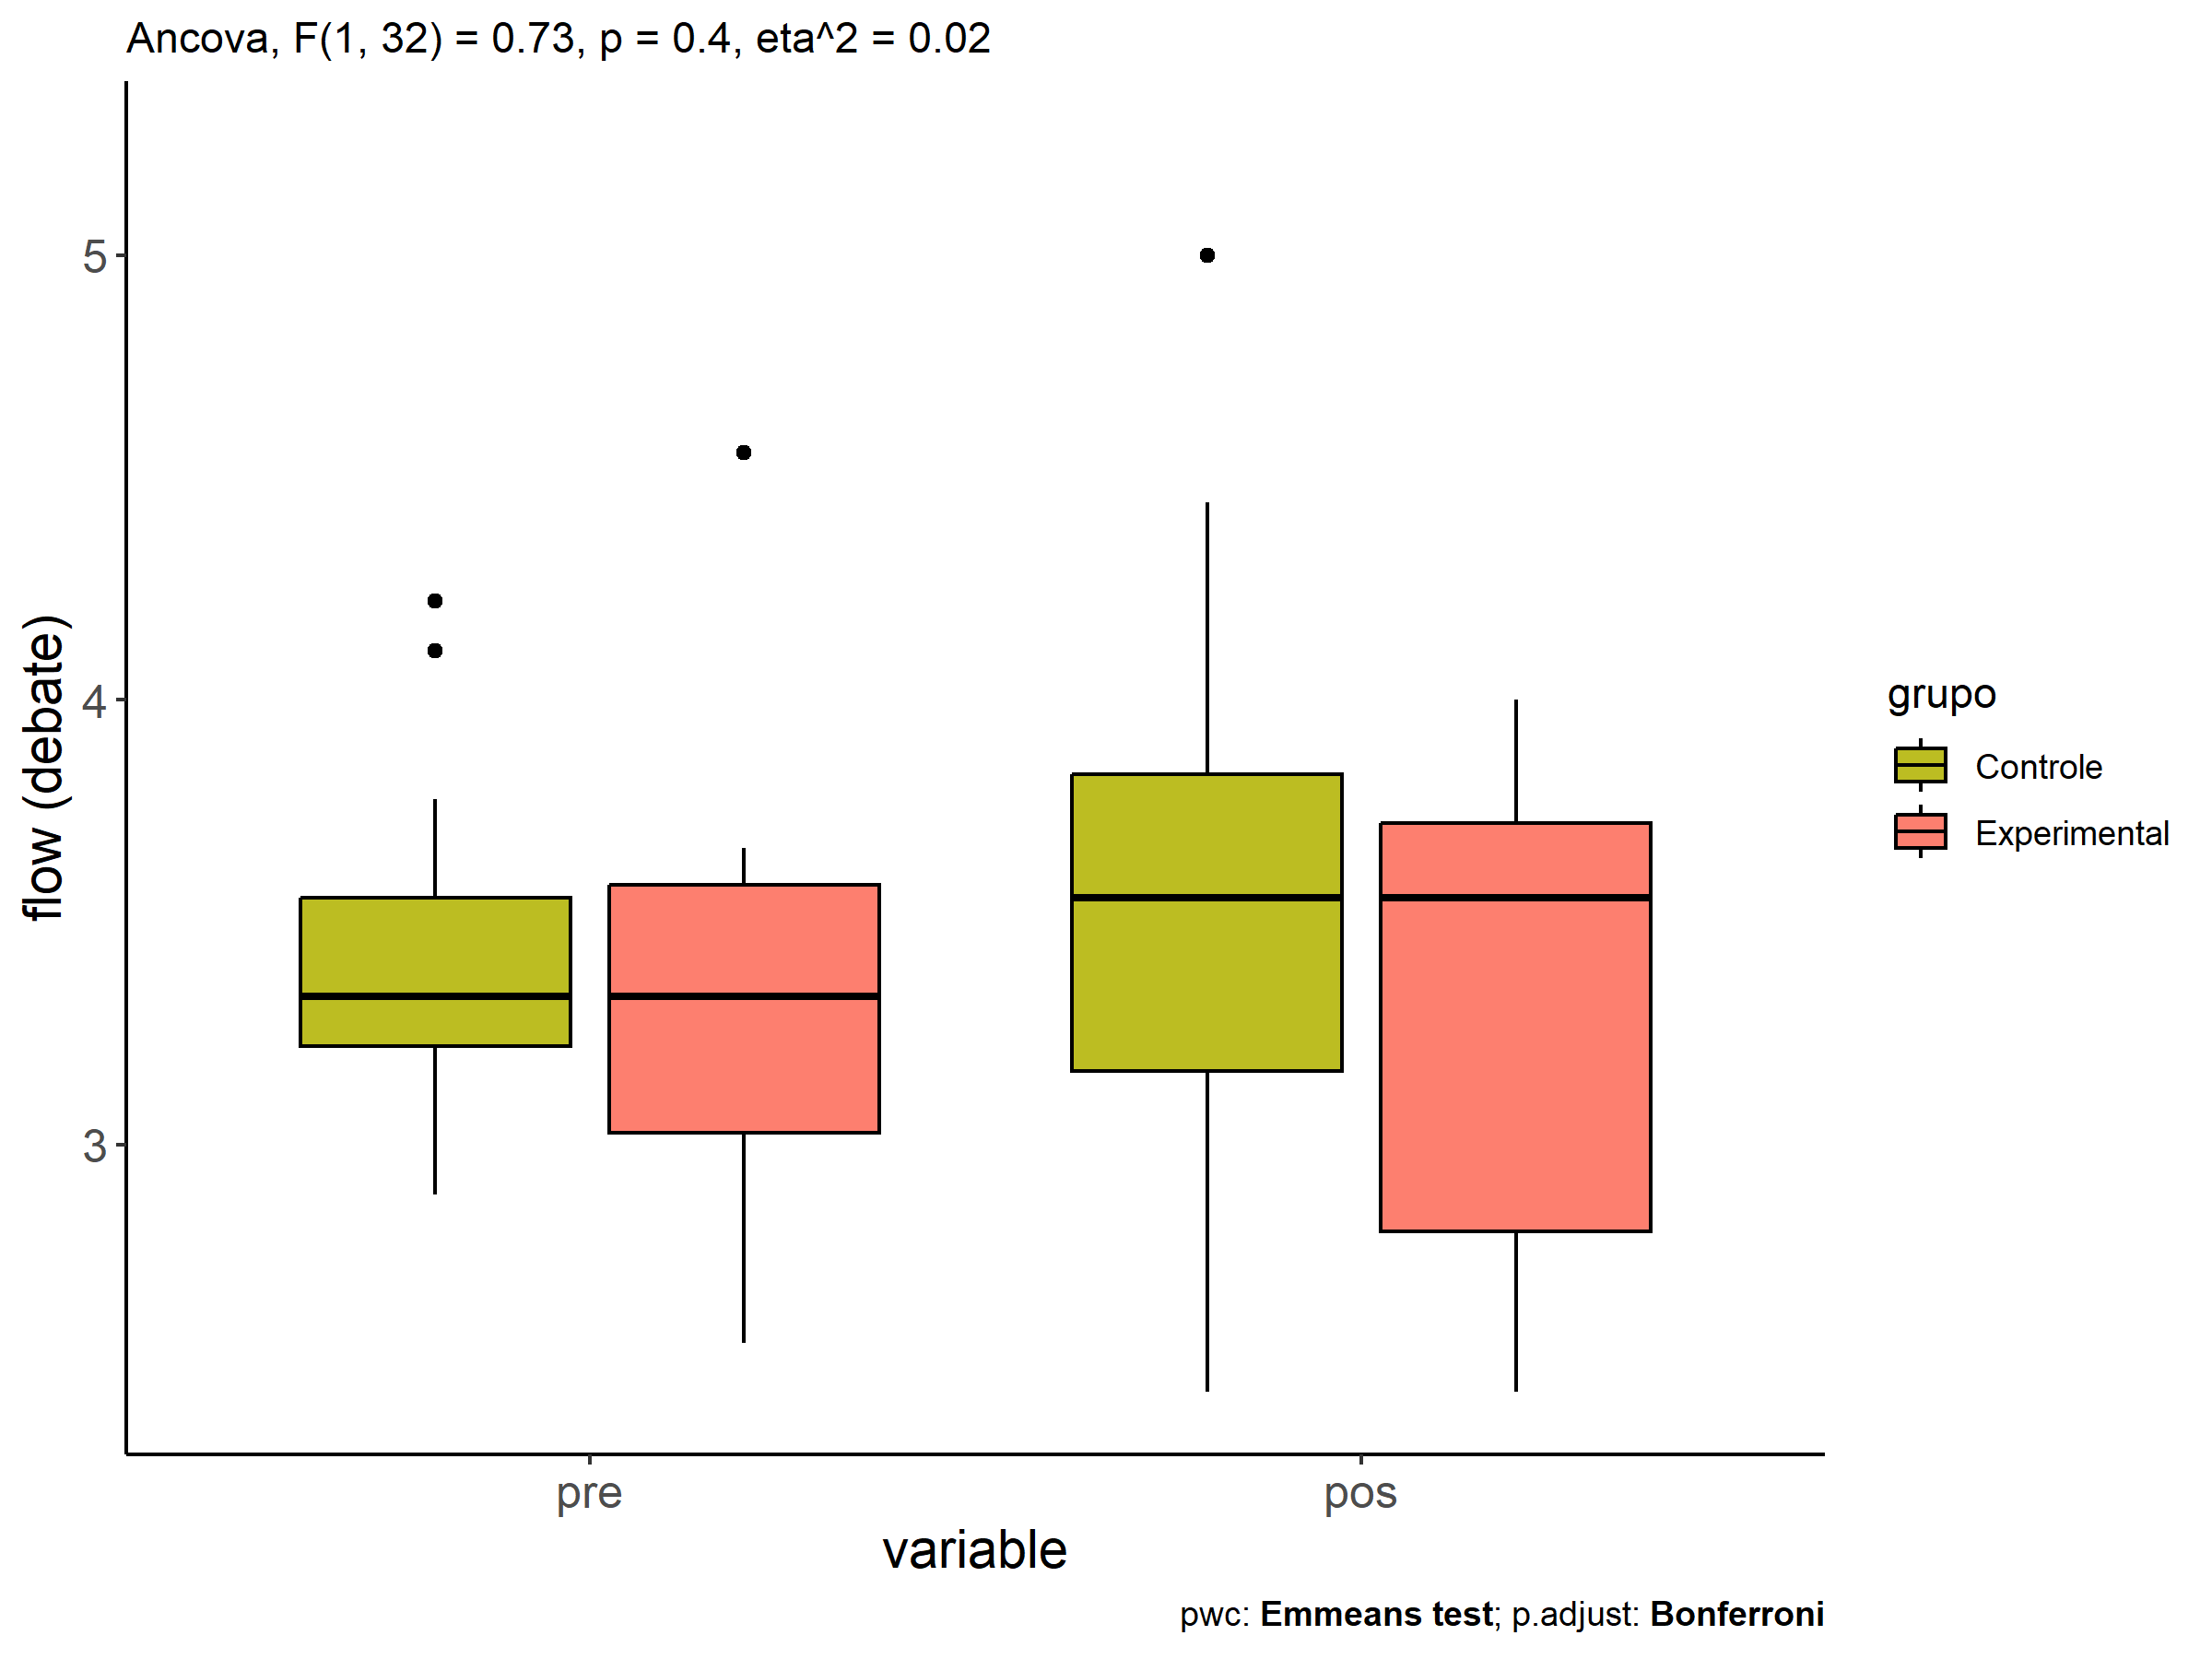 Ancova, F(1, 32) = 0.73, p = 0.4, eta^2 = 0.02
flow (debate)
5
4
3
pre
pos
variable
grupo
Controle
Experimental
pwc: Emmeans test; p.adjust: Bonferroni